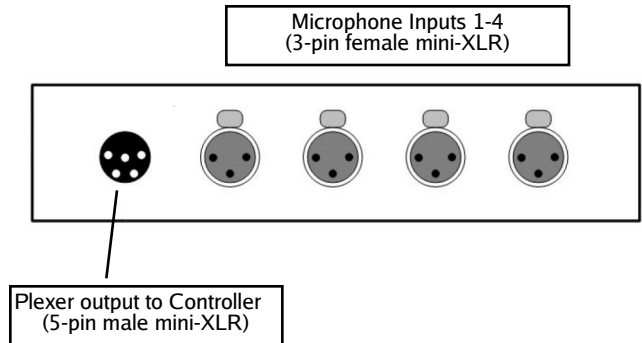 Microphone Inputs 1-4
(3-pin female mini-XLR)
Plexer output to Controller
(5-pin male mini-XLR)